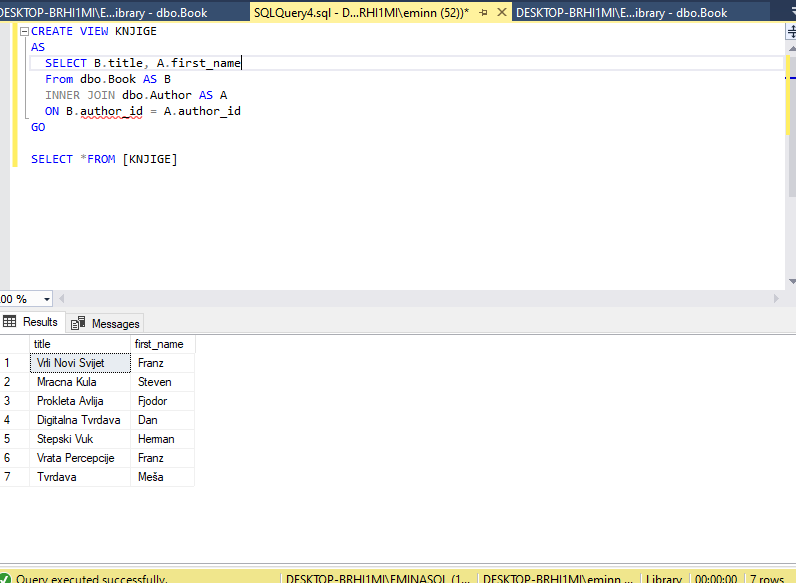 DESKTOP-BRHI1MI\E...ibrary - dbo.Book
SQLQuery4.sql - D...RHI1MI\eminn (52))*
DESKTOP-BRHI1MI\E...ibrary - dbo.Book
CREATE VIEW KNJIGE
AS
SELECT B.title, A.first_name
From dbo.Book AS B
INNER JOIN dbo.Author AS A
ON B.author_id = A.author_id
GO
SELECT *FROM [KNJIGE]
00 %
Results Messages
title first_name
1 Vrli Novi Svijet Franz
2 Mracna Kula Steven
3 Prokleta Avlija Fjodor
4 Digitalna Tvrdava Dan
5 Stepski Vuk Herman
6 Vrata Percepcije Franz
7 Tvrdava Meša
Query executed successfully. DESKTOP-BRHI1MI\EMINASQL (1... DESKTOP-BRHI1MI\eminn ... Library 00:00:00 7 rows